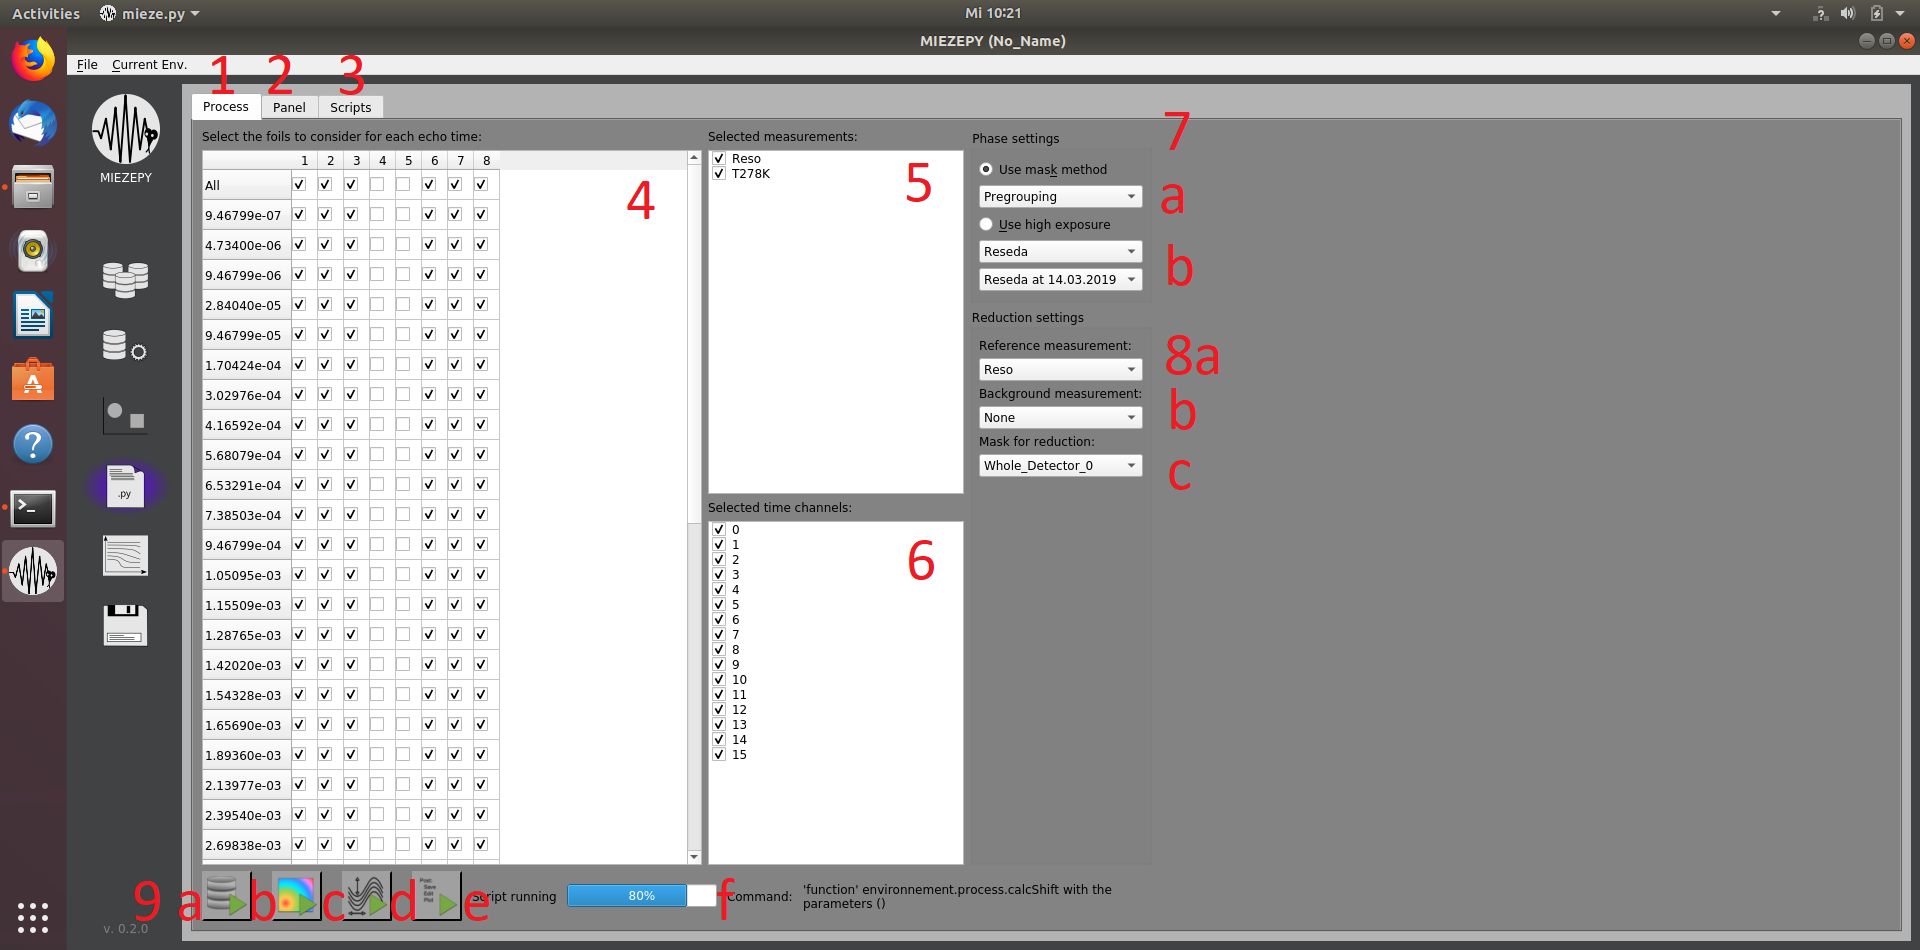 Activities mieze.py Mi 10:21
MIEZEPY (No_Name)
File Current Env.
1 2 3
Process Panel Scripts
MIEZEPY
.py
v. 0.2.0
Select the foils to consider for each echo time:
1 2 3 4 5 6 7 8
All
9.46799e-07
4.73400e-06
9.46799e-06
2.84040e-05
9.46799e-05
1.70424e-04
3.02976e-04
4.16592e-04
5.68079e-04
6.53291e-04
7.38503e-04
9.46799e-04
1.05095e-03
1.15509e-03
1.28765e-03
1.42020e-03
1.54328e-03
1.65690e-03
1.89360e-03
2.13977e-03
2.39540e-03
2.69838e-03
4
Selected measurements:
Reso
T278K
5
Selected time channels:
0
1
2
3
4
5
6
7
8
9
10
11
12
13
14
15
6
Phase settings
7
Use mask method
Pregrouping
a
Use high exposure
Reseda
b
Reseda at 14.03.2019
Reduction settings
Reference measurement:
8a
Reso
Background measurement:
b
None
Mask for reduction:
Whole_Detector_0
c
9 a b c d e f
Post:
Save
Edit
Plot
Script running 80% Command: 'function' environnement.process.calcShift with the
parameters ()